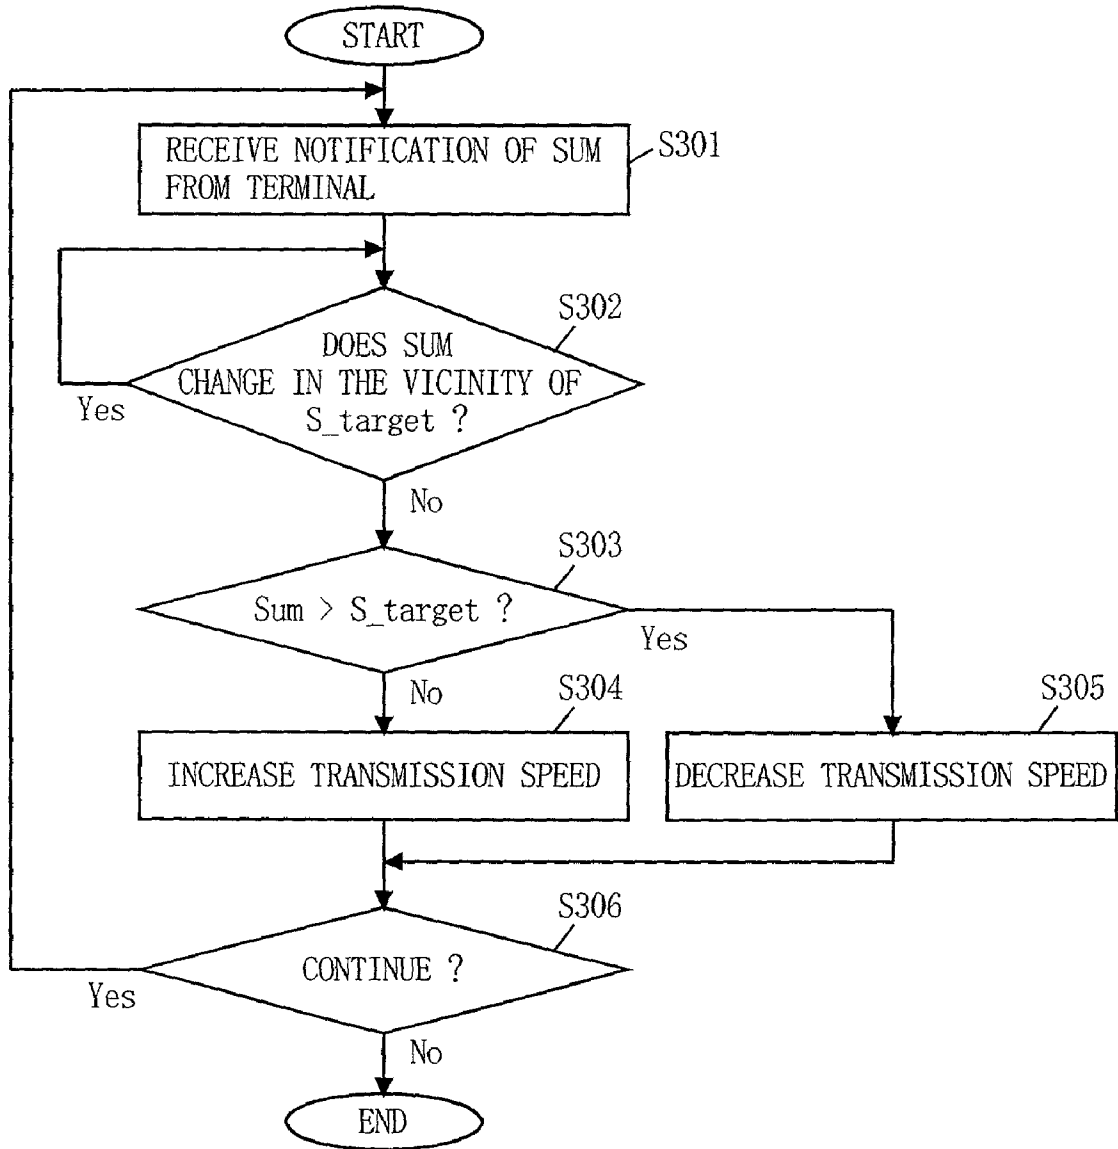 START
RECEIVE NOTIFICATION OF SUM
FROM TERMINAL
S301
S302
DOES SUM
CHANGE IN THE VICINITY OF
S_target ?
Yes
No
S303
Sum > S_target ?
Yes
No
S304
S305
INCREASE TRANSMISSION SPEED
DECREASE TRANSMISSION SPEED
S306
CONTINUE ?
Yes
No
END